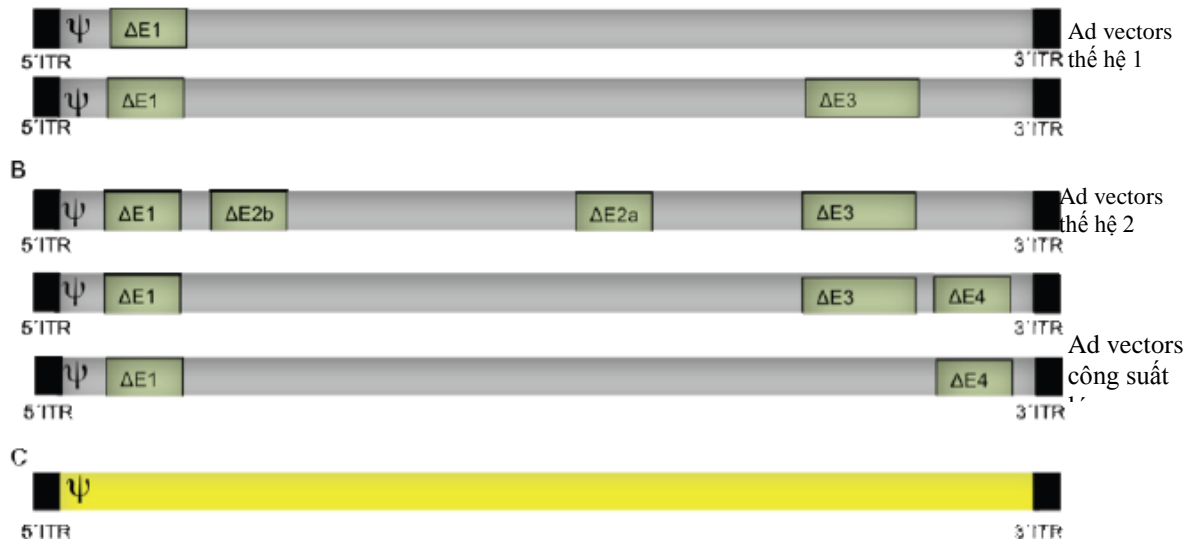 ψ ΔE1
5'ITR 3'ITR
Ad vectors
thế hệ 1
ψ ΔE1 ΔE3
5'ITR 3'ITR
B
ψ ΔE1 ΔE2b ΔE2a ΔE3
5'ITR 3'ITR
Ad vectors
thế hệ 2
ψ ΔE1 ΔE3 ΔE4
5'ITR 3'ITR
ψ ΔE1 ΔE4
5'ITR 3'ITR
Ad vectors
công suất
C
ψ
5'ITR 3'ITR